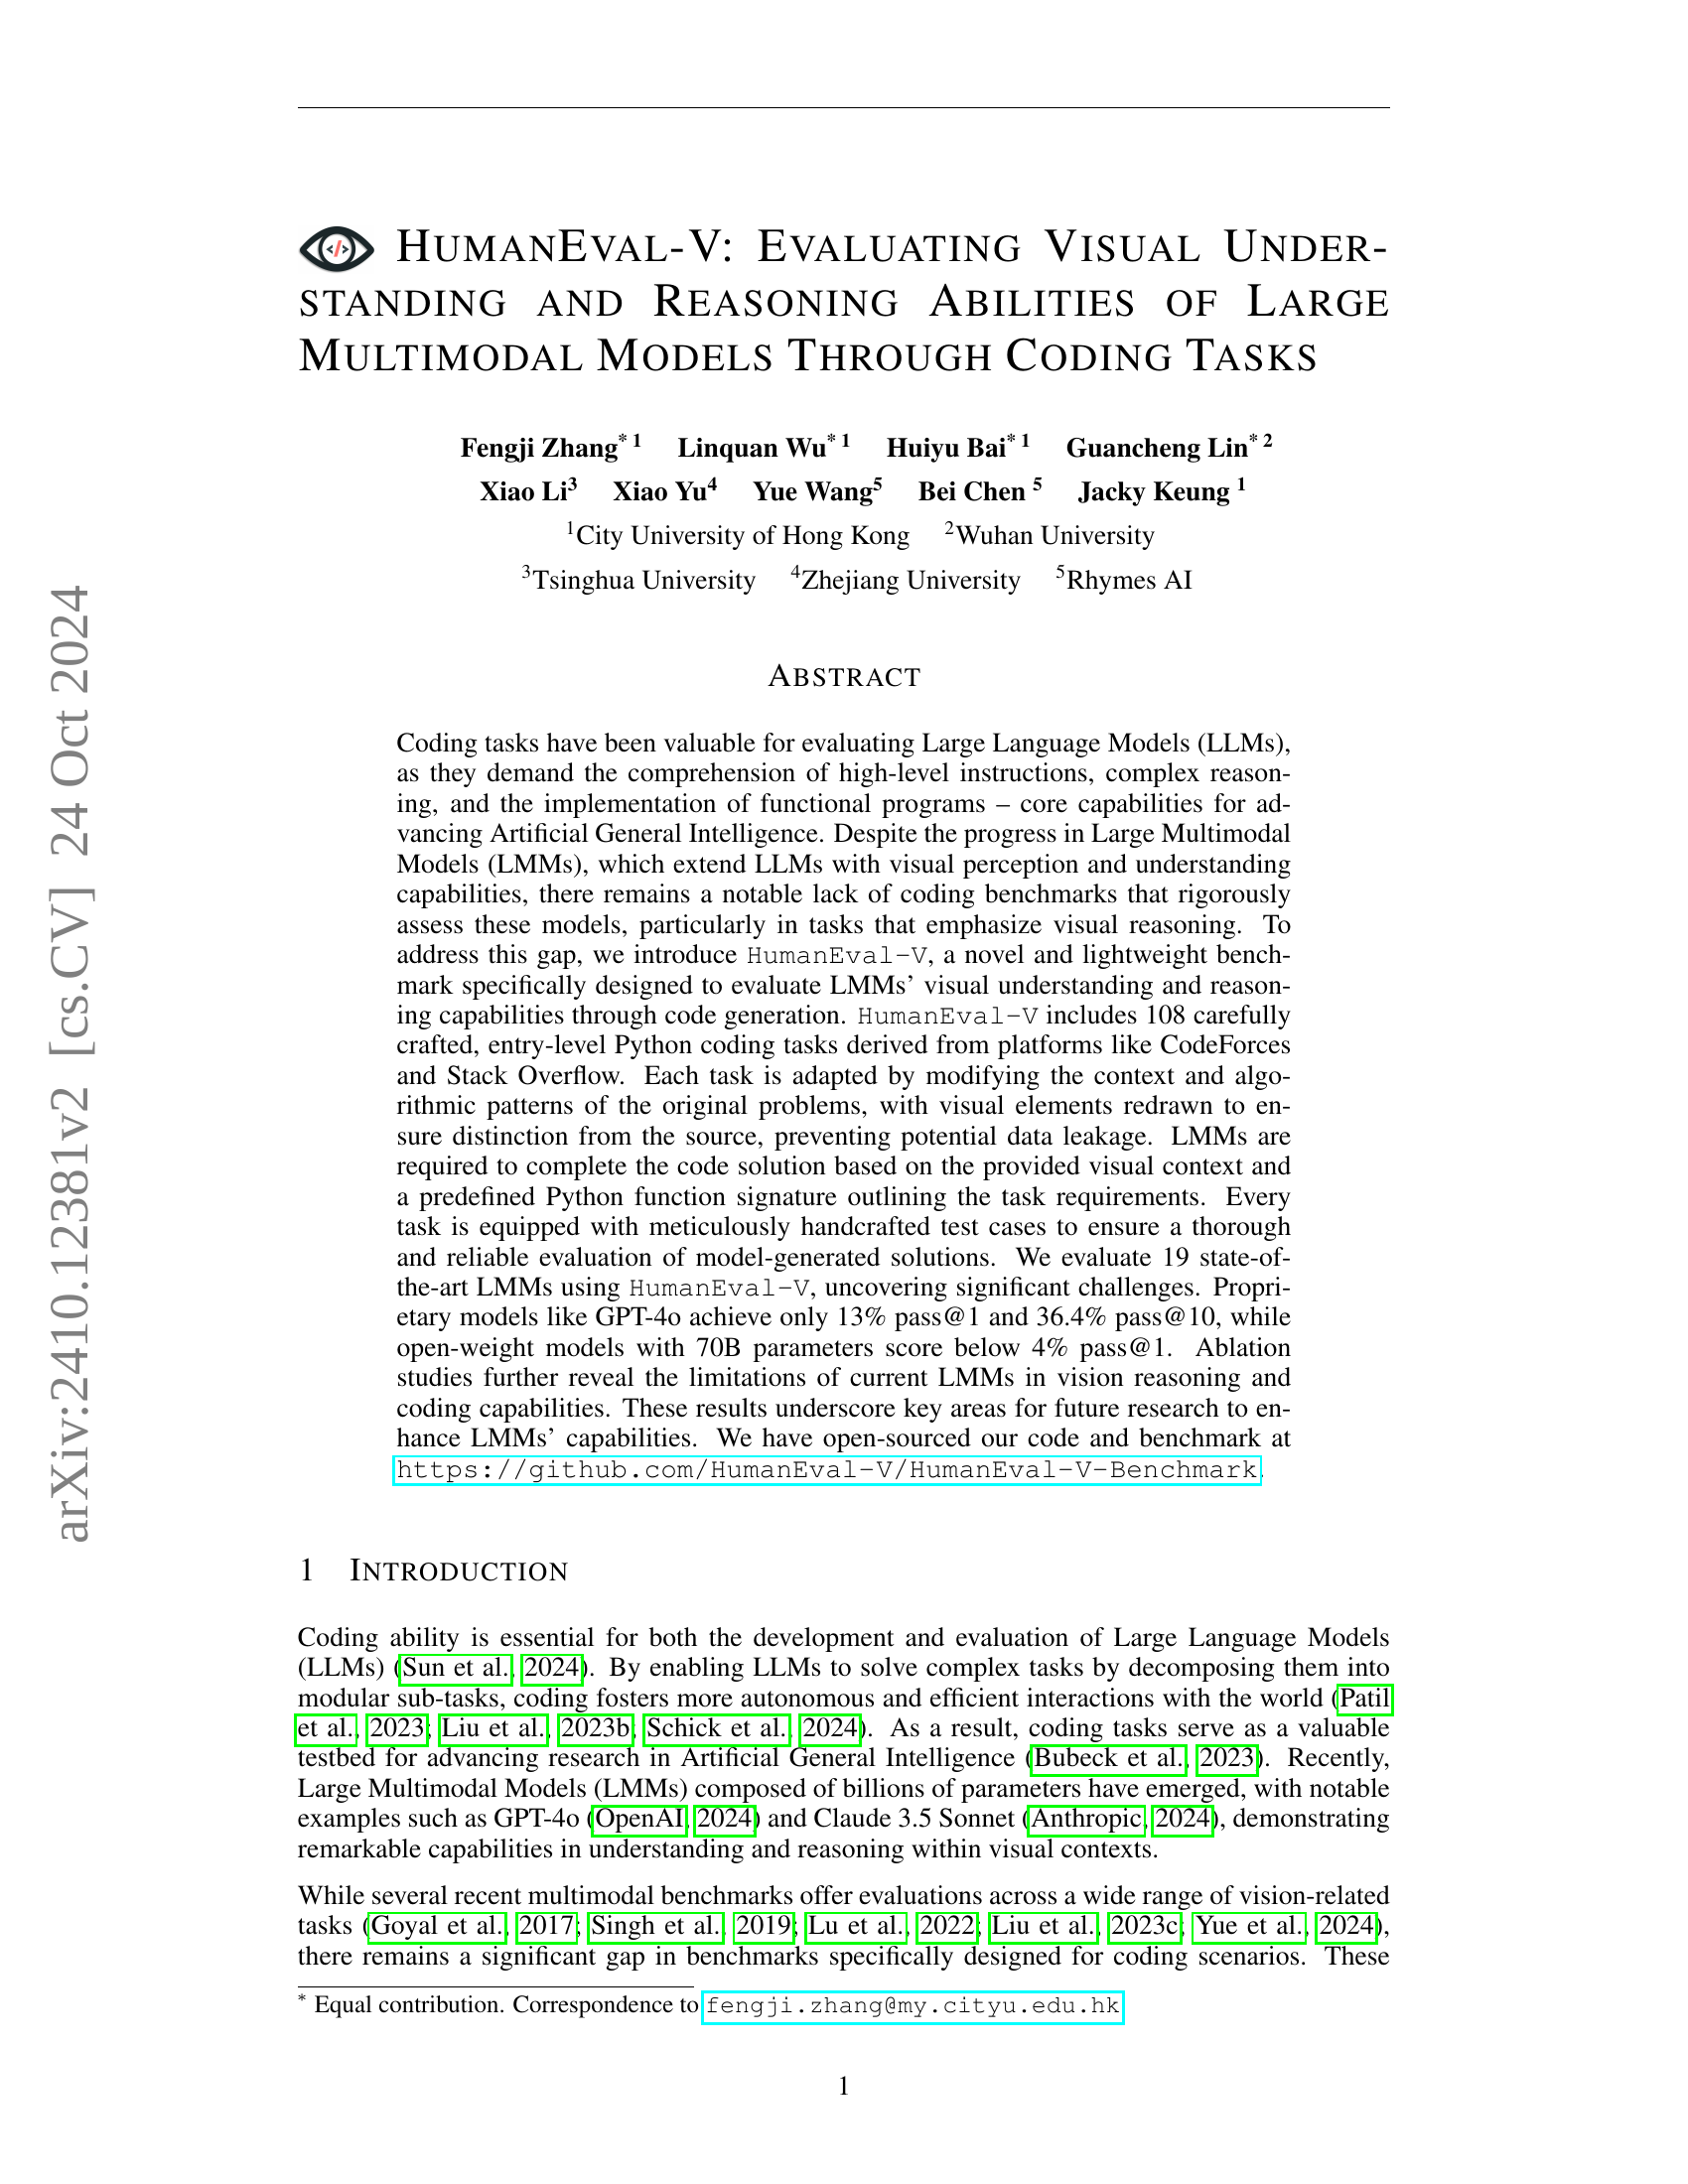 arXiv:2410.12381v2 [cs.CV] 24 Oct 2024
</> HUMANEVAL-V: EVALUATING VISUAL UNDER-
STANDING AND REASONING ABILITIES OF LARGE
MULTIMODAL MODELS THROUGH CODING TASKS
Fengji Zhang* 1 Linquan Wu* 1 Huiyu Bai* 1 Guancheng Lin* 2
Xiao Li3 Xiao Yu4 Yue Wang5 Bei Chen 5 Jacky Keung 1
1City University of Hong Kong 2Wuhan University
3Tsinghua University 4Zhejiang University 5Rhymes AI
ABSTRACT
Coding tasks have been valuable for evaluating Large Language Models (LLMs),
as they demand the comprehension of high-level instructions, complex reason-
ing, and the implementation of functional programs – core capabilities for ad-
vancing Artificial General Intelligence. Despite the progress in Large Multimodal
Models (LMMs), which extend LLMs with visual perception and understanding
capabilities, there remains a notable lack of coding benchmarks that rigorously
assess these models, particularly in tasks that emphasize visual reasoning. To
address this gap, we introduce HumanEval-V, a novel and lightweight bench-
mark specifically designed to evaluate LMMs’ visual understanding and reason-
ing capabilities through code generation. HumanEval-V includes 108 carefully
crafted, entry-level Python coding tasks derived from platforms like CodeForces
and Stack Overflow. Each task is adapted by modifying the context and algo-
rithmic patterns of the original problems, with visual elements redrawn to en-
sure distinction from the source, preventing potential data leakage. LMMs are
required to complete the code solution based on the provided visual context and
a predefined Python function signature outlining the task requirements. Every
task is equipped with meticulously handcrafted test cases to ensure a thorough
and reliable evaluation of model-generated solutions. We evaluate 19 state-of-
the-art LMMs using HumanEval-V, uncovering significant challenges. Propri-
etary models like GPT-4o achieve only 13% pass@1 and 36.4% pass@10, while
open-weight models with 70B parameters score below 4% pass@1. Ablation
studies further reveal the limitations of current LMMs in vision reasoning and
coding capabilities. These results underscore key areas for future research to en-
hance LMMs’ capabilities. We have open-sourced our code and benchmark at
https://github.com/HumanEval-V/HumanEval-V-Benchmark.
1 INTRODUCTION
Coding ability is essential for both the development and evaluation of Large Language Models
(LLMs) (Sun et al., 2024). By enabling LLMs to solve complex tasks by decomposing them into
modular sub-tasks, coding fosters more autonomous and efficient interactions with the world (Patil
et al., 2023; Liu et al., 2023b; Schick et al., 2024). As a result, coding tasks serve as a valuable
testbed for advancing research in Artificial General Intelligence (Bubeck et al., 2023). Recently,
Large Multimodal Models (LMMs) composed of billions of parameters have emerged, with notable
examples such as GPT-4o (OpenAI, 2024) and Claude 3.5 Sonnet (Anthropic, 2024), demonstrating
remarkable capabilities in understanding and reasoning within visual contexts.
While several recent multimodal benchmarks offer evaluations across a wide range of vision-related
tasks (Goyal et al., 2017; Singh et al., 2019; Lu et al., 2022; Liu et al., 2023c; Yue et al., 2024),
there remains a significant gap in benchmarks specifically designed for coding scenarios. These
* Equal contribution. Correspondence to fengji.zhang@my.cityu.edu.hk
1